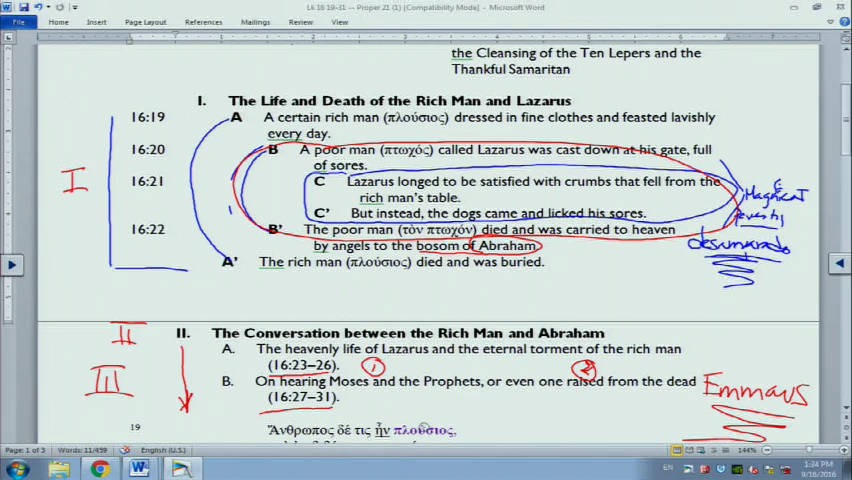 Lk 16 19-31 -- Proper 21 (1) [Compatibility Mode] - Microsoft Word
File Home Insert Page Layout References Mailings Review View
the Cleansing of the Ten Lepers and the
Thankful Samaritan
I. The Life and Death of the Rich Man and Lazarus
16:19 A A certain rich man (πλούσιος) dressed in fine clothes and feasted lavishly
every day.
16:20 B A poor man (πτωχός) called Lazarus was cast down at his gate, full
of sores.
16:21 C Lazarus longed to be satisfied with crumbs that fell from the
rich man's table.
I
Magnificat
C' But instead, the dogs came and licked his sores.
16:22 B' The poor man (τὸν πτωχόν) died and was carried to heaven
by angels to the bosom of Abraham
A' The rich man (πλούσιος) died and was buried.
II
II. The Conversation between the Rich Man and Abraham
A. The heavenly life of Lazarus and the eternal torment of the rich man
(16:23–26). 1 2
III
B. On hearing Moses and the Prophets, or even one raised from the dead
(16:27–31).
Emmaus
19 Ἄνθρωπος δέ τις ἦν πλούσιος,
Page: 1 of 3 Words: 11/459 English (U.S.) 144%
EN 1:34 PM
9/16/2016